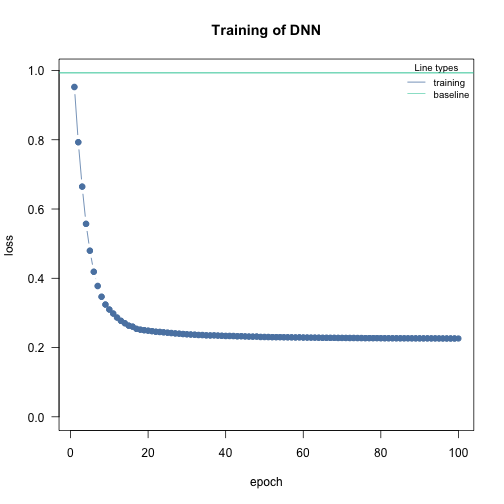 Training of DNN
Line types
training
baseline
1.0
0.8
0.6
0.4
0.2
0.0
loss
0 20 40 60 80 100
epoch